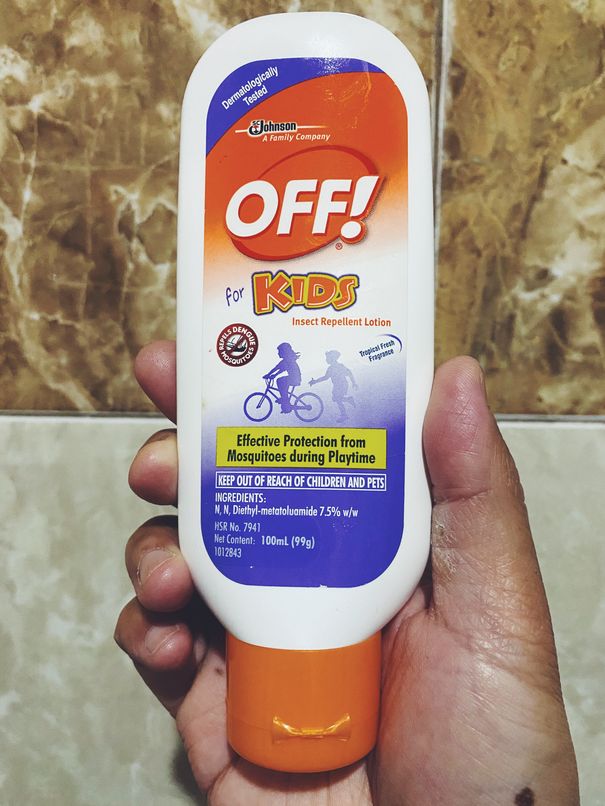 Dermatologically
Tested
SC Johnson
A Family Company
OFF!
®
for KIDS
Insect Repellent Lotion
REPELS DENGUE
MOSQUITOES
Tropical Fresh
Fragrance
Effective Protection from
Mosquitoes during Playtime
KEEP OUT OF REACH OF CHILDREN AND PETS
INGREDIENTS:
N, N, Diethyl-metatoluamide 7.5% w/w
HSR No. 7941
Net Content: 100mL (99g)
1012843